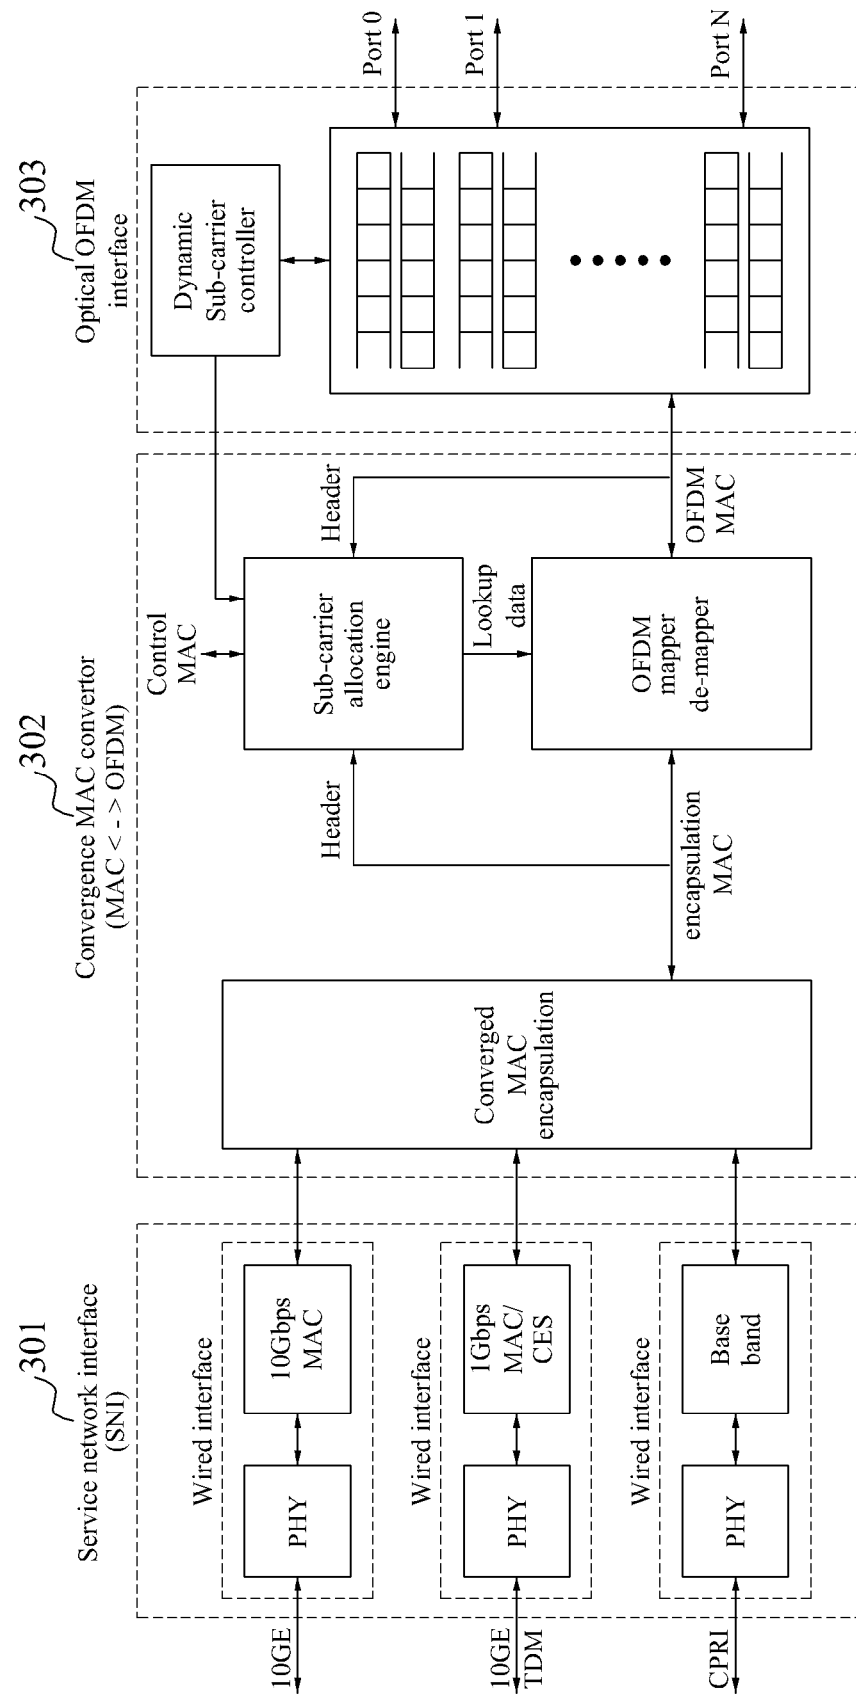 301
Service network interface
(SNI)
Wired interface
10GE
PHY
10Gbps
MAC
Wired interface
10GE
TDM
PHY
1Gbps
MAC/
CES
Wired interface
CPRI
PHY
Base
band
302
Convergence MAC convertor
(MAC < - > OFDM)
Converged
MAC
encapsulation
Control
MAC
Header
Sub-carrier
allocation
engine
Header
Lookup
data
encapsulation
MAC
OFDM
mapper
de-mapper
OFDM
MAC
303
Optical OFDM
interface
Dynamic
Sub-carrier
controller
Port 0
Port 1
Port N